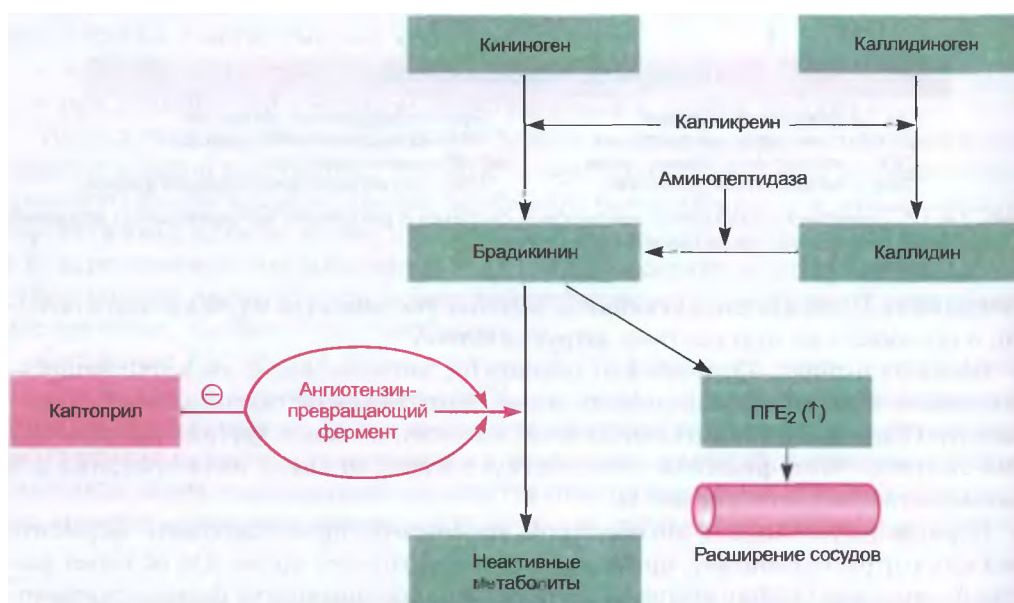 Кининоген
Каллидиноген
Калликреин
Аминопептидаза
Брадикинин
Каллидин
Каптоприл
⊖
Ангиотензин-
превращающий
фермент
ПГЕ₂ (↑)
Неактивные
метаболиты
Расширение сосудов